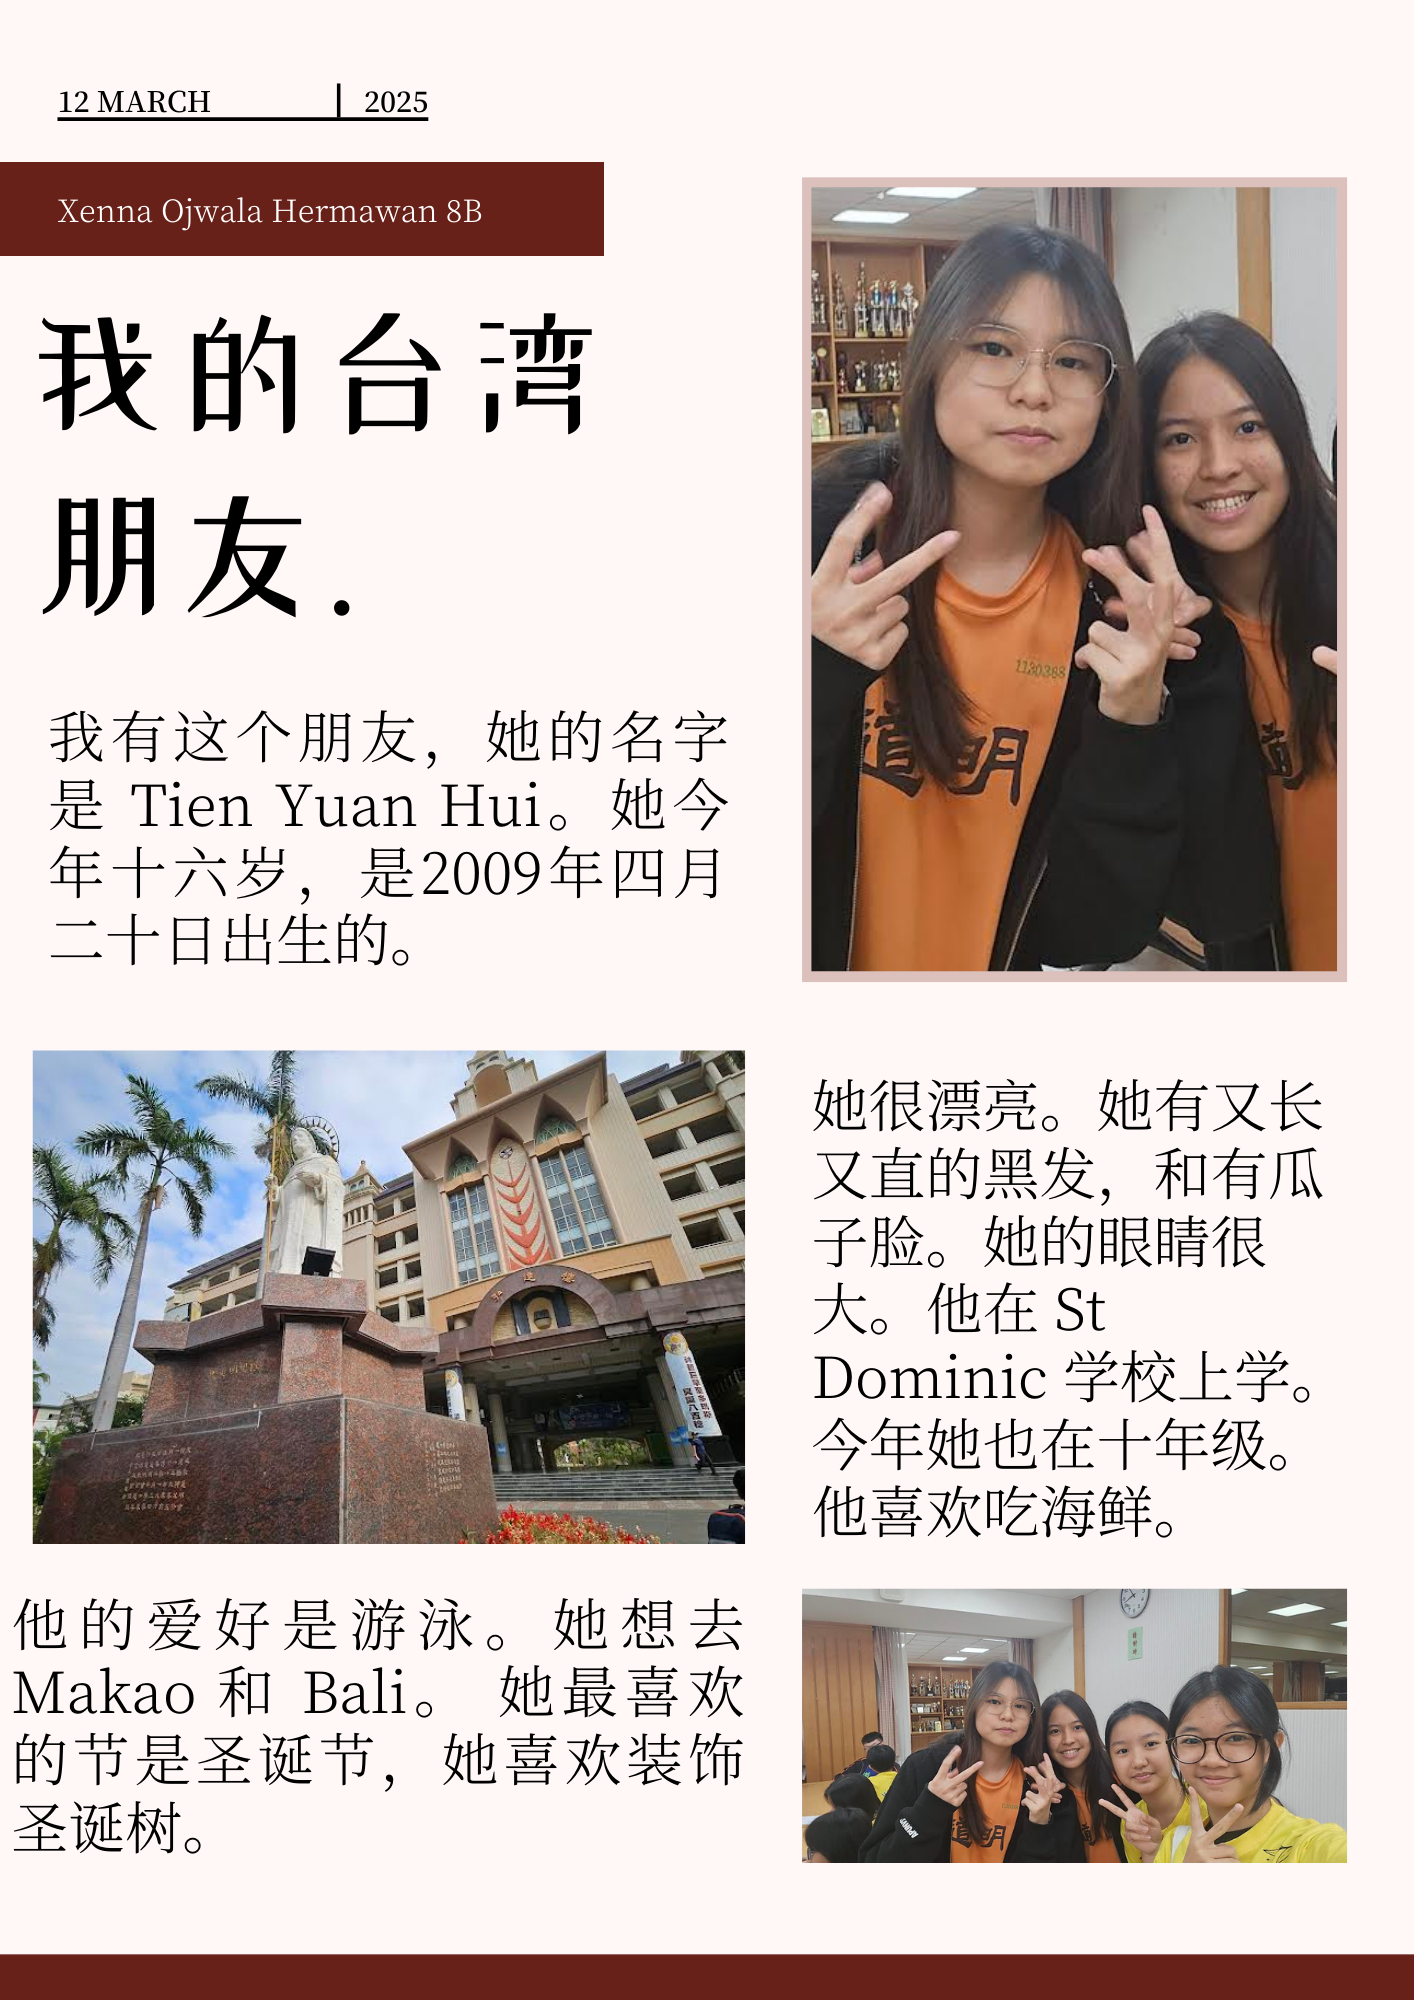 12 MARCH | 2025
Xenna Ojwala Hermawan 8B
我的台湾
朋友.
我有这个朋友，她的名字
是 Tien Yuan Hui。她今
年十六岁，是2009年四月
二十日出生的。
1130388
道明
她很漂亮。她有又长
又直的黑发，和有瓜
子脸。她的眼睛很
大。他在 St
Dominic 学校上学。
今年她也在十年级。
他喜欢吃海鲜。
他的爱好是游泳。她想去
Makao 和 Bali。 她最喜欢
的节是圣诞节，她喜欢装饰
圣诞树。
道明